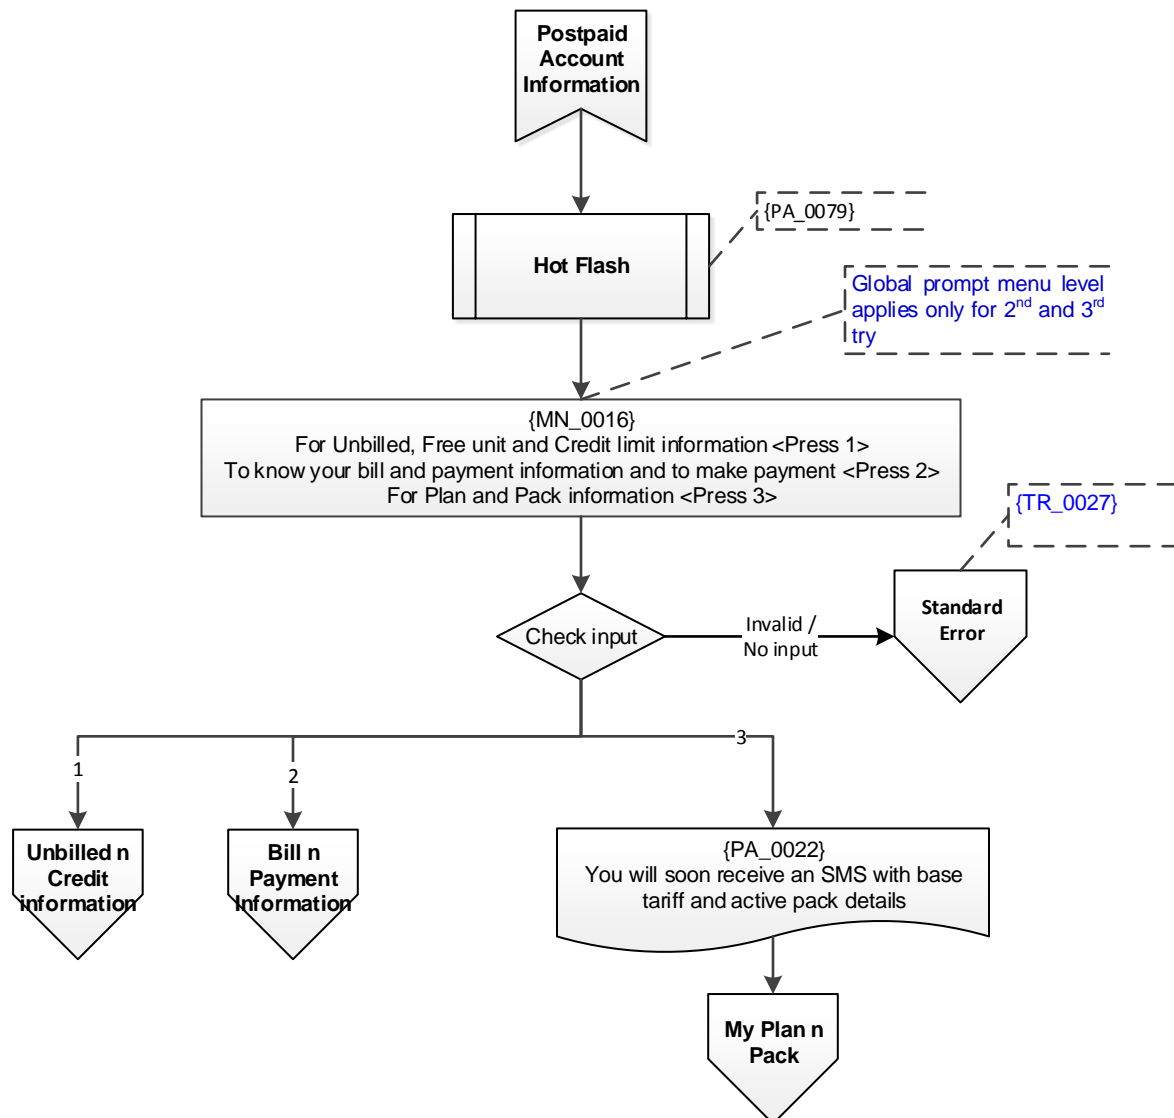 Postpaid
Account
Information
{PA_0079}
Hot Flash
Global prompt menu level
applies only for 2nd and 3rd
try
{MN_0016}
For Unbilled, Free unit and Credit limit information <Press 1>
To know your bill and payment information and to make payment <Press 2>
For Plan and Pack information <Press 3>
{TR_0027}
Check input
Invalid /
No input
Standard
Error
1
2
3
Unbilled n
Credit
information
Bill n
Payment
Information
{PA_0022}
You will soon receive an SMS with base
tariff and active pack details
My Plan n
Pack